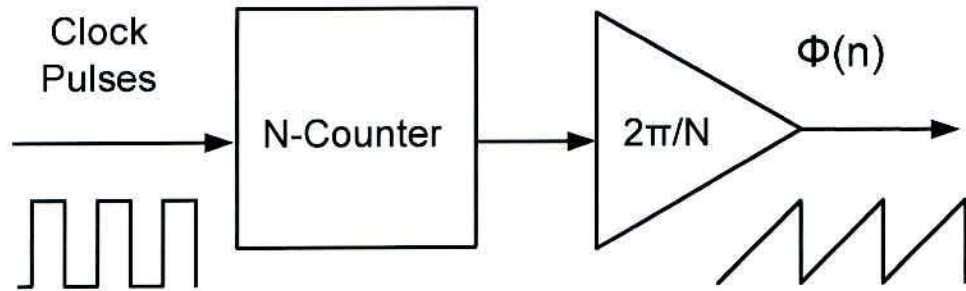 Clock
Pulses
N-Counter
2π/N
Φ(n)